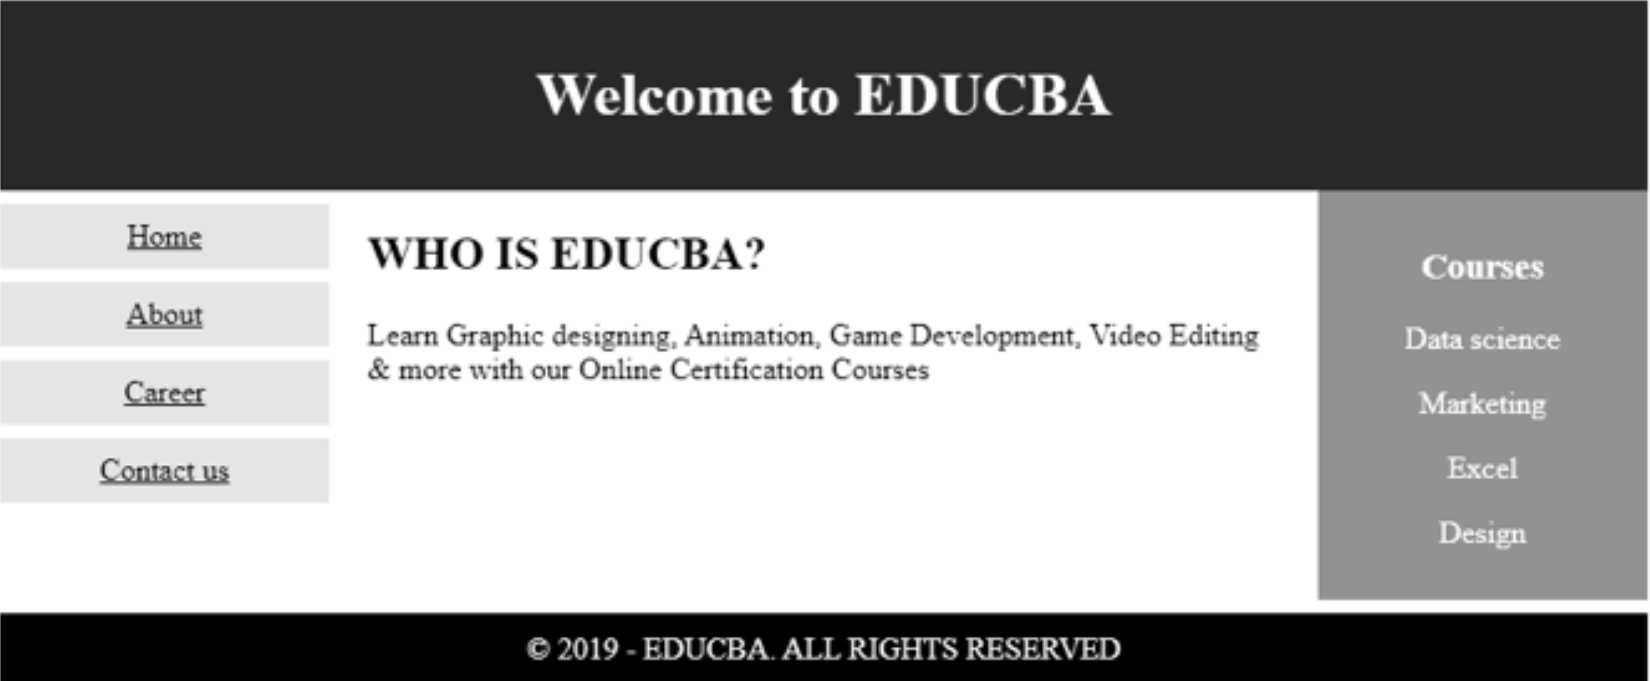 Welcome to EDUCBA
Home
About
Career
Contact us
WHO IS EDUCBA?
Learn Graphic designing, Animation, Game Development, Video Editing
& more with our Online Certification Courses
Courses
Data science
Marketing
Excel
Design
© 2019 - EDUCBA. ALL RIGHTS RESERVED